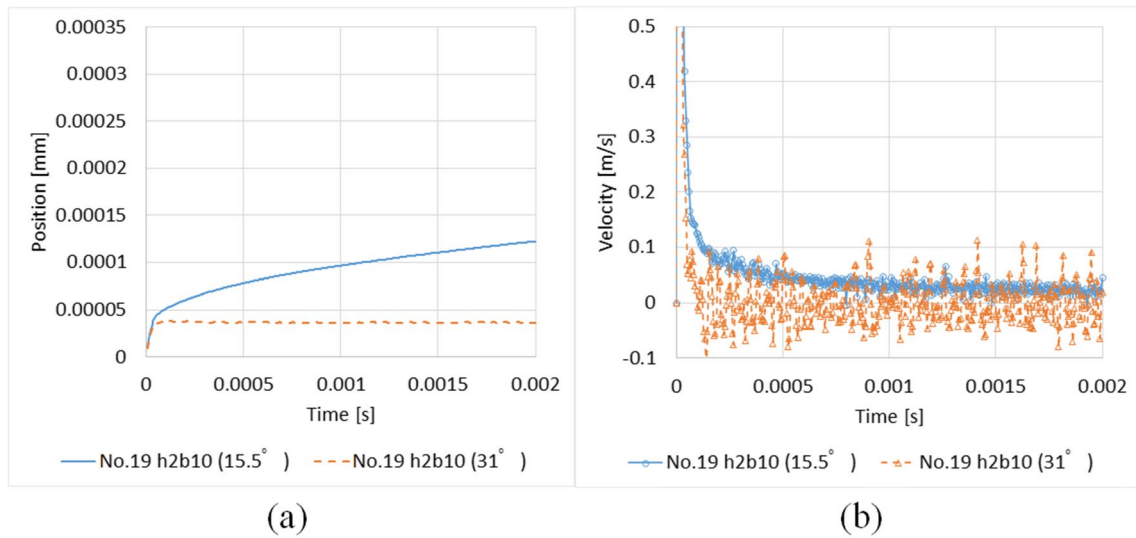 0.00035
0.0003
0.00025
0.0002
0.00015
0.0001
0.00005
0
Position [mm]
0 0.0005 0.001 0.0015 0.002
Time [s]
No.19 h2b10 (15.5° ) No.19 h2b10 (31° )
(a)
0.5
0.4
0.3
0.2
0.1
0
-0.1
Velocity [m/s]
0 0.0005 0.001 0.0015 0.002
Time [s]
No.19 h2b10 (15.5° ) No.19 h2b10 (31° )
(b)